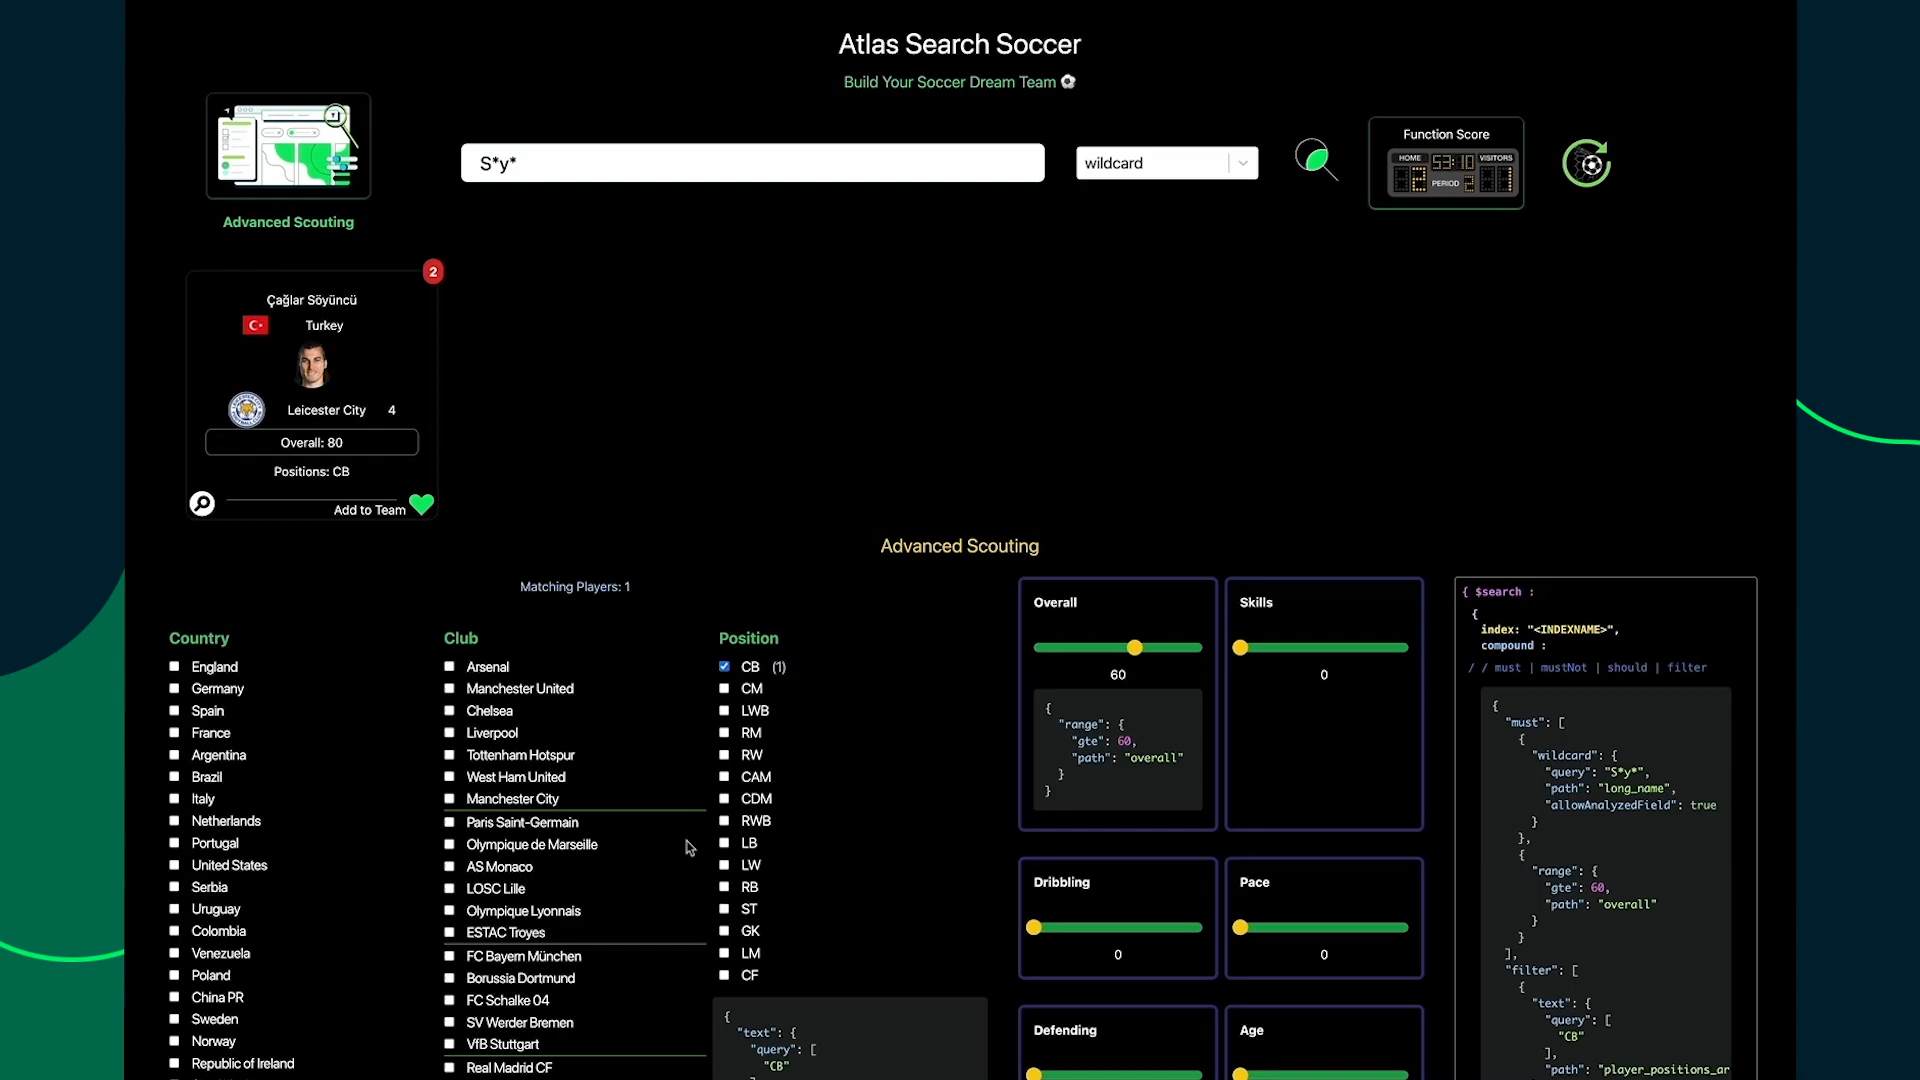 Atlas Search Soccer
Build Your Soccer Dream Team
Advanced Scouting
S*y*
wildcard
Function Score
HOME 53:10 VISITORS
PERIOD 2
2
Çağlar Söyüncü
Turkey
Leicester City 4
Overall: 80
Positions: CB
Add to Team
Advanced Scouting
Matching Players: 1
Country
England
Germany
Spain
France
Argentina
Brazil
Italy
Netherlands
Portugal
United States
Serbia
Uruguay
Colombia
Venezuela
Poland
China PR
Sweden
Norway
Republic of Ireland
Club
Arsenal
Manchester United
Chelsea
Liverpool
Tottenham Hotspur
West Ham United
Manchester City
Paris Saint-Germain
Olympique de Marseille
AS Monaco
LOSC Lille
Olympique Lyonnais
ESTAC Troyes
FC Bayern München
Borussia Dortmund
FC Schalke 04
SV Werder Bremen
VfB Stuttgart
Real Madrid CF
Position
CB (1)
CM
LWB
RM
RW
CAM
CDM
RWB
LB
LW
RB
ST
GK
LM
CF
{
"text": {
"query": [
"CB"
Overall
60
{
"range": {
"gte": 60,
"path": "overall"
}
}
Skills
0
Dribbling
0
Pace
0
Defending
Age
{ $search :
{
index: "<INDEXNAME>",
compound :
/ / must | mustNot | should | filter
{
"must": [
{
"wildcard": {
"query": "S*y*",
"path": "long_name",
"allowAnalyzedField": true
}
},
{
"range": {
"gte": 60,
"path": "overall"
}
}
],
"filter": [
{
"text": {
"query": [
"CB"
],
"path": "player_positions_ar